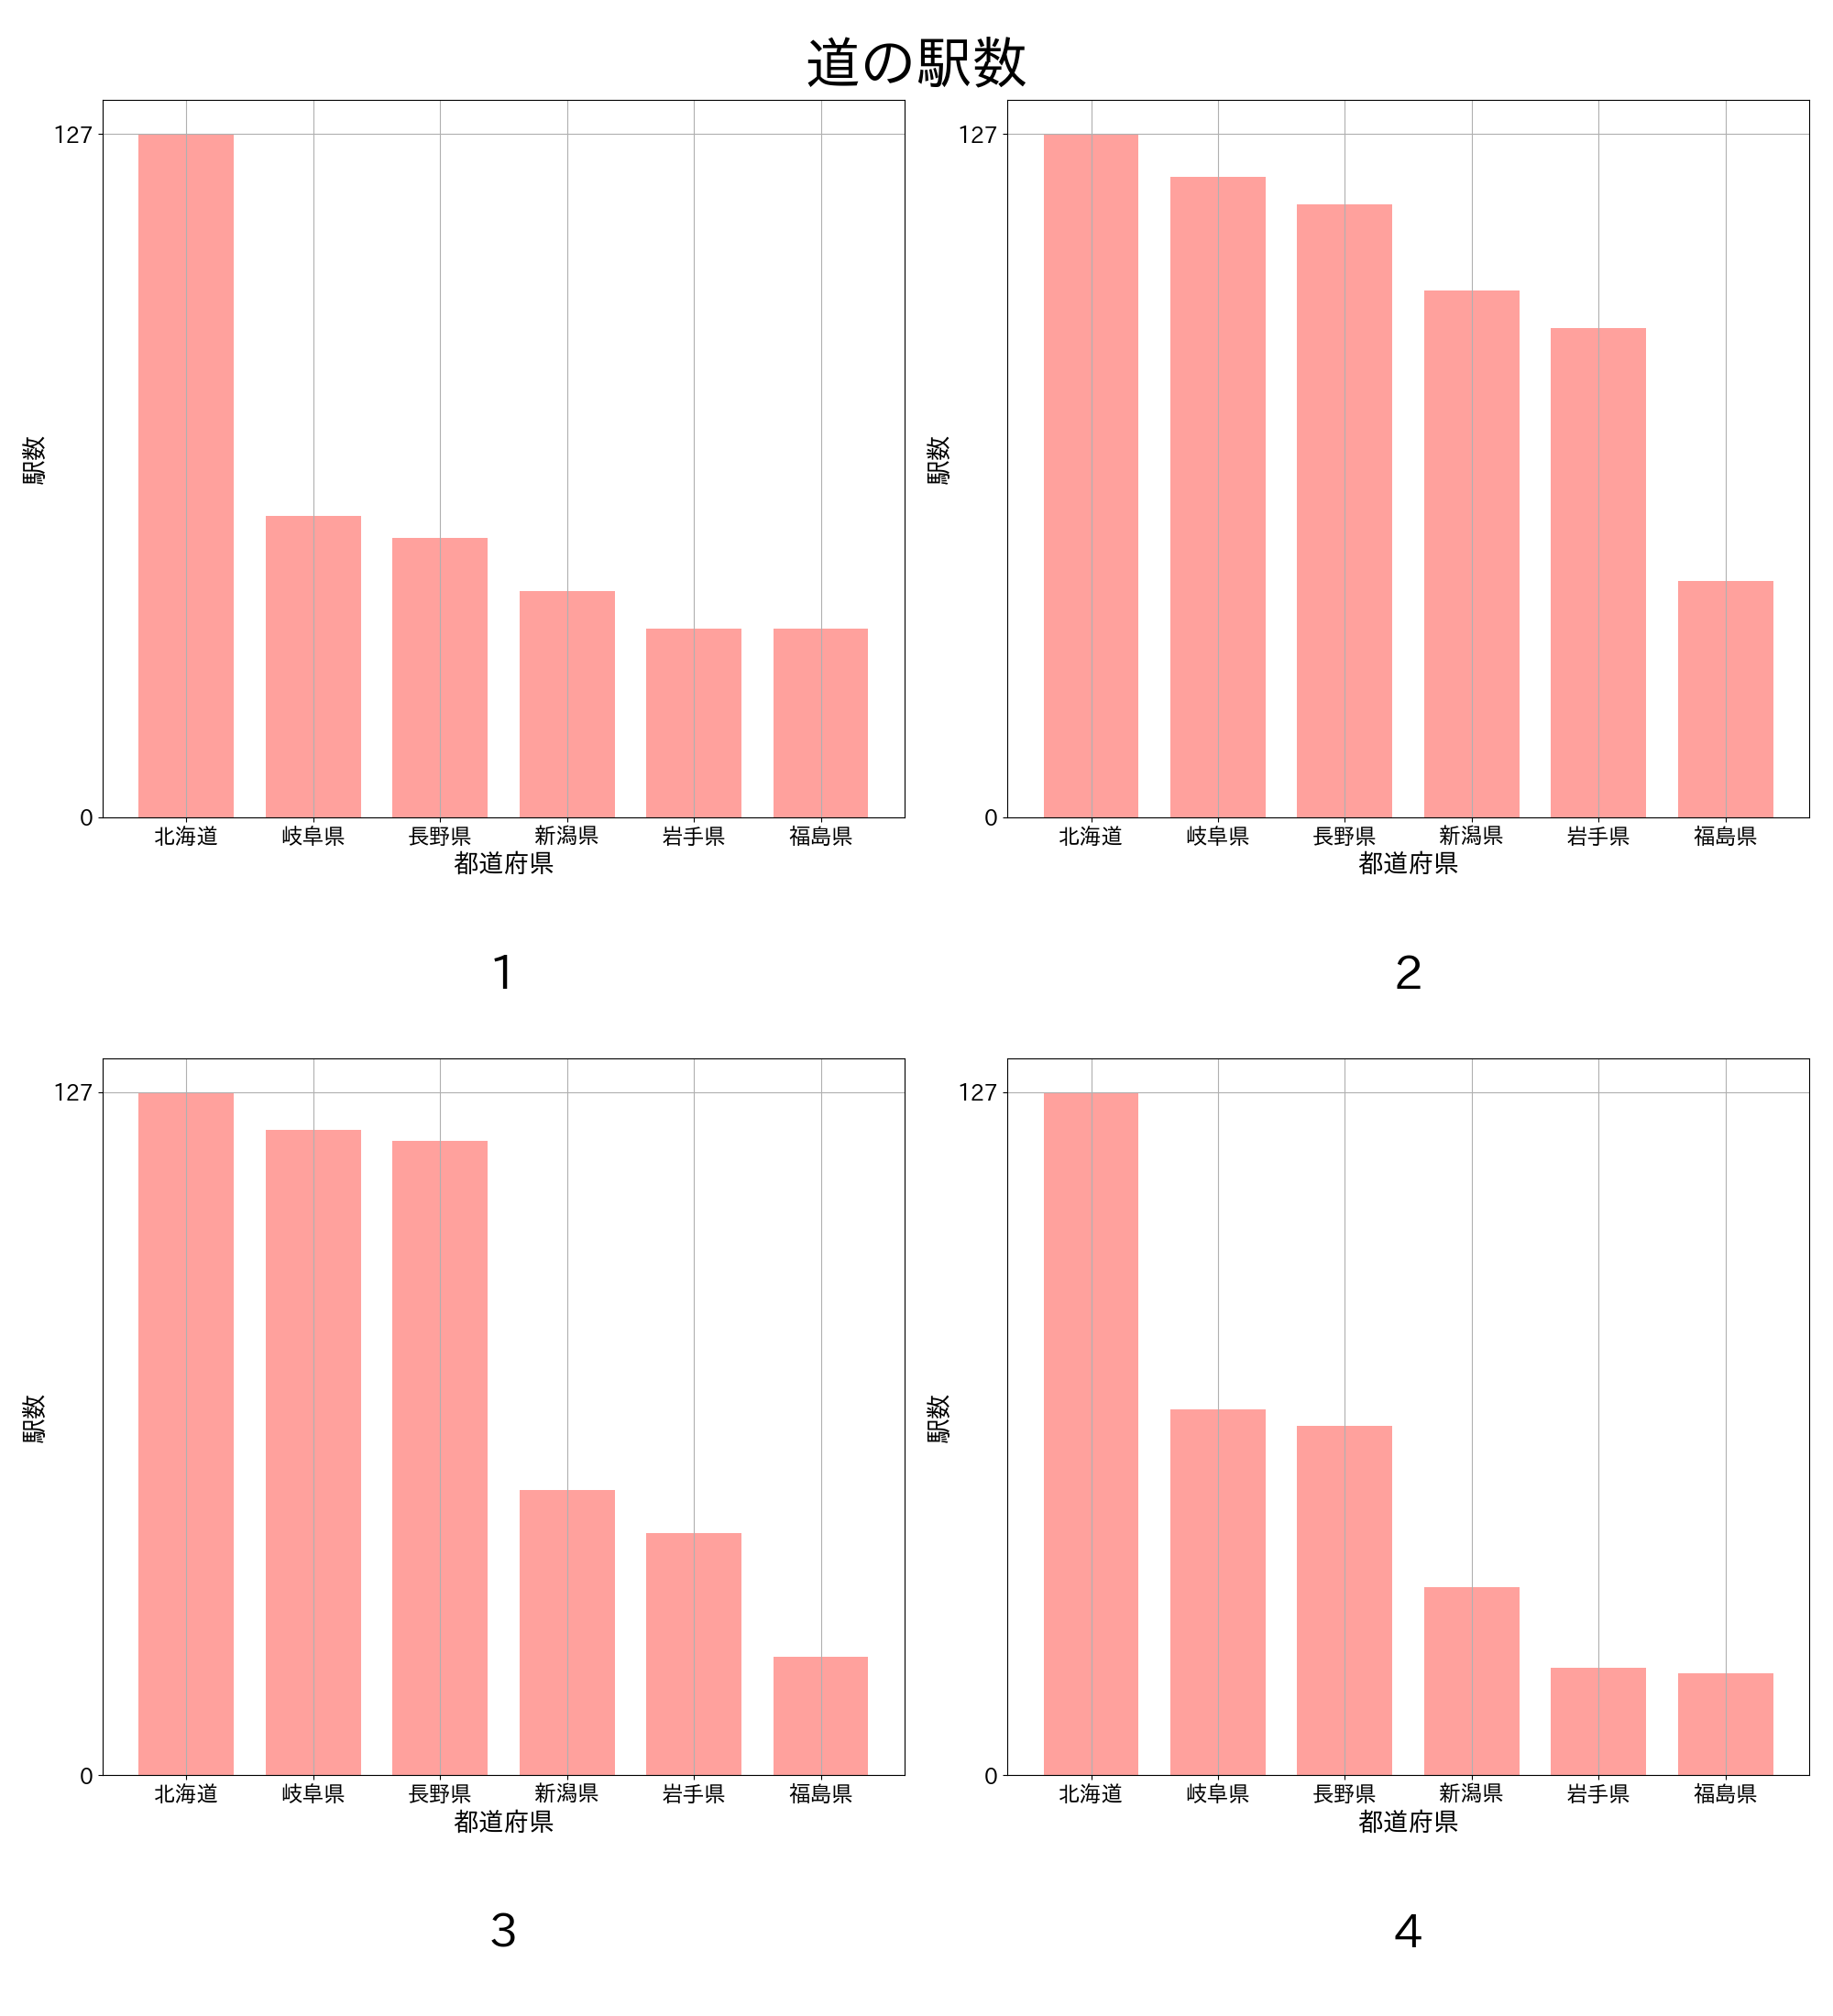 道の駅数
127
駅数
0
北海道 岐阜県 長野県 新潟県 岩手県 福島県
都道府県
1
127
駅数
0
北海道 岐阜県 長野県 新潟県 岩手県 福島県
都道府県
2
127
駅数
0
北海道 岐阜県 長野県 新潟県 岩手県 福島県
都道府県
3
127
駅数
0
北海道 岐阜県 長野県 新潟県 岩手県 福島県
都道府県
4